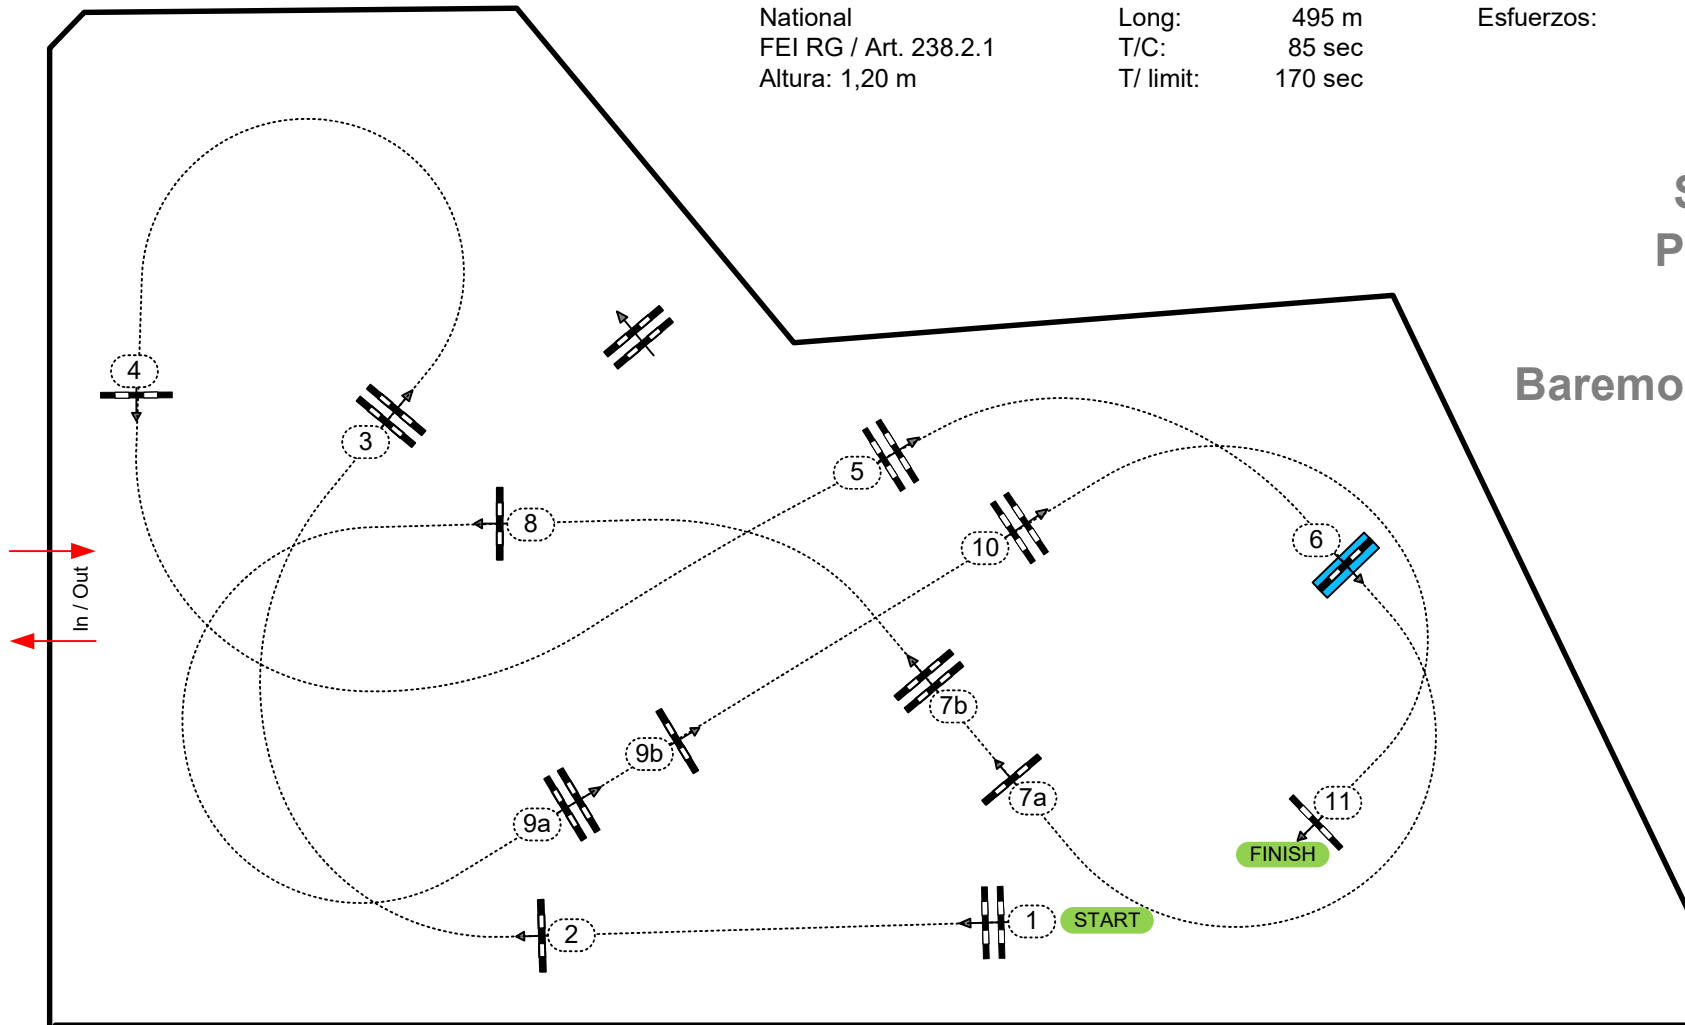 National
FEI RG / Art. 238.2.1
Altura: 1,20 m
Long: 495 m
T/C: 85 sec
T/ limit: 170 sec
Esfuerzos:
S
P
Baremo
4
3
5
8
10
6
In / Out
7b
9b
7a
11
9a
FINISH
2
1
START